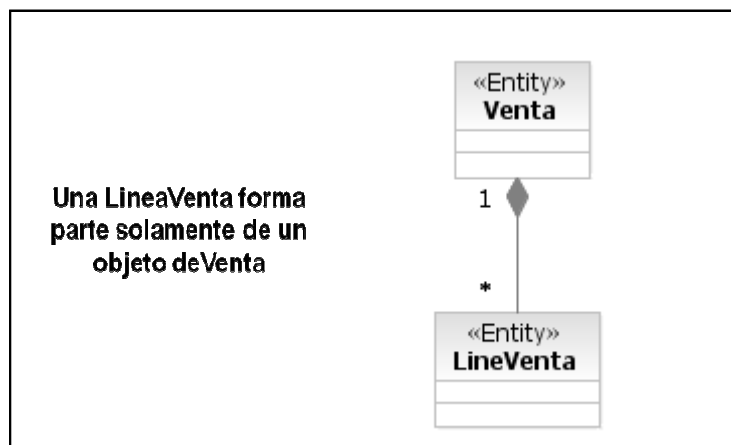 «Entity»
Venta
Una LineaVenta forma
parte solamente de un
objeto deVenta
1
*
«Entity»
LineVenta